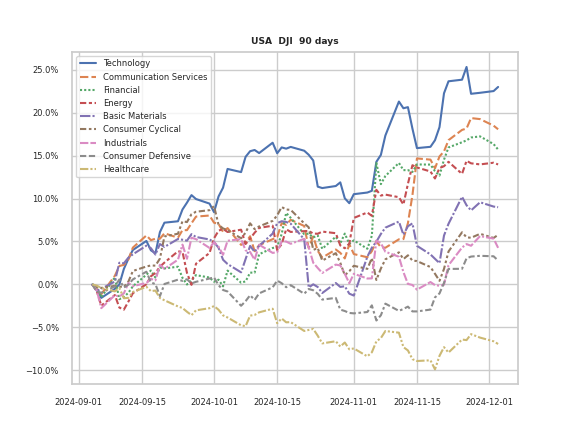 USA DJI 90 days
25.0%
20.0%
15.0%
10.0%
5.0%
0.0%
−5.0%
−10.0%
Technology
Communication Services
Financial
Energy
Basic Materials
Consumer Cyclical
Industrials
Consumer Defensive
Healthcare
2024-09-01 2024-09-15 2024-10-01 2024-10-15 2024-11-01 2024-11-15 2024-12-01